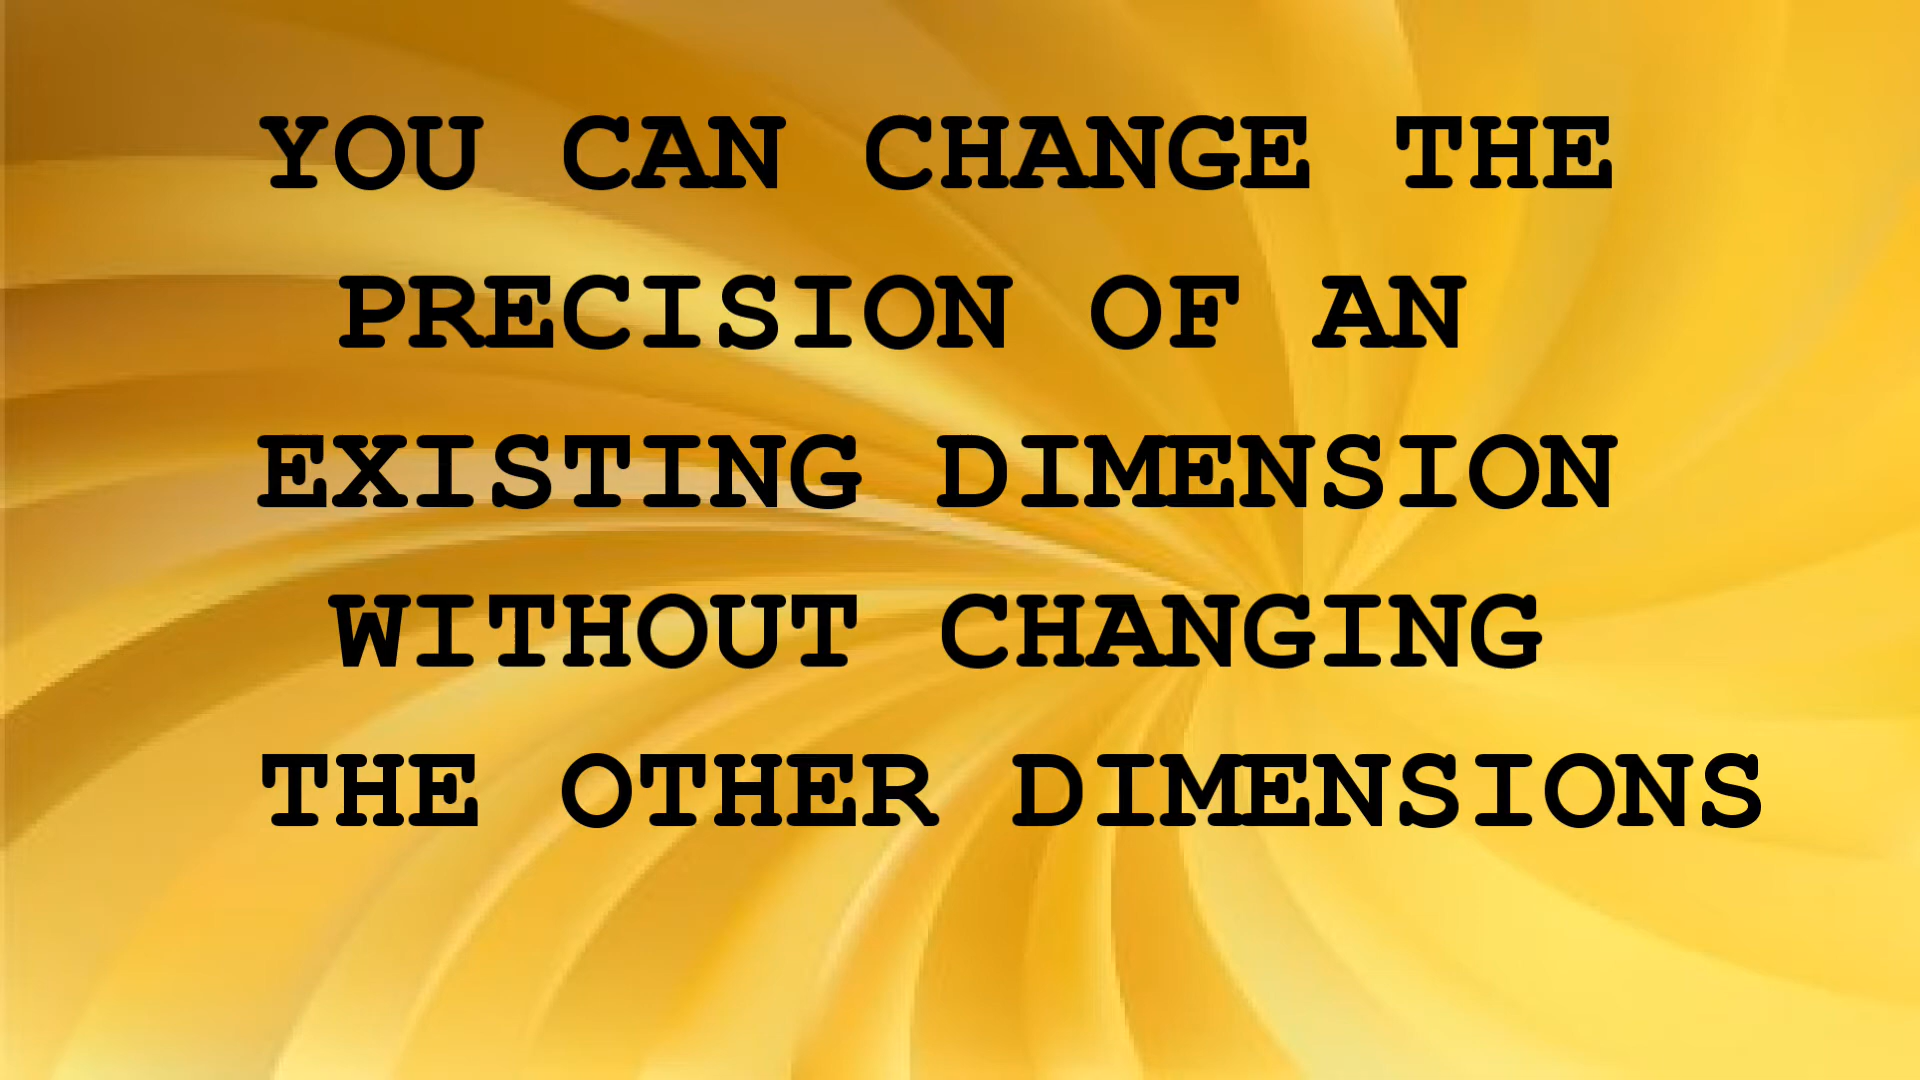 YOU CAN CHANGE THE
PRECISION OF AN
EXISTING DIMENSION
WITHOUT CHANGING
THE OTHER DIMENSIONS